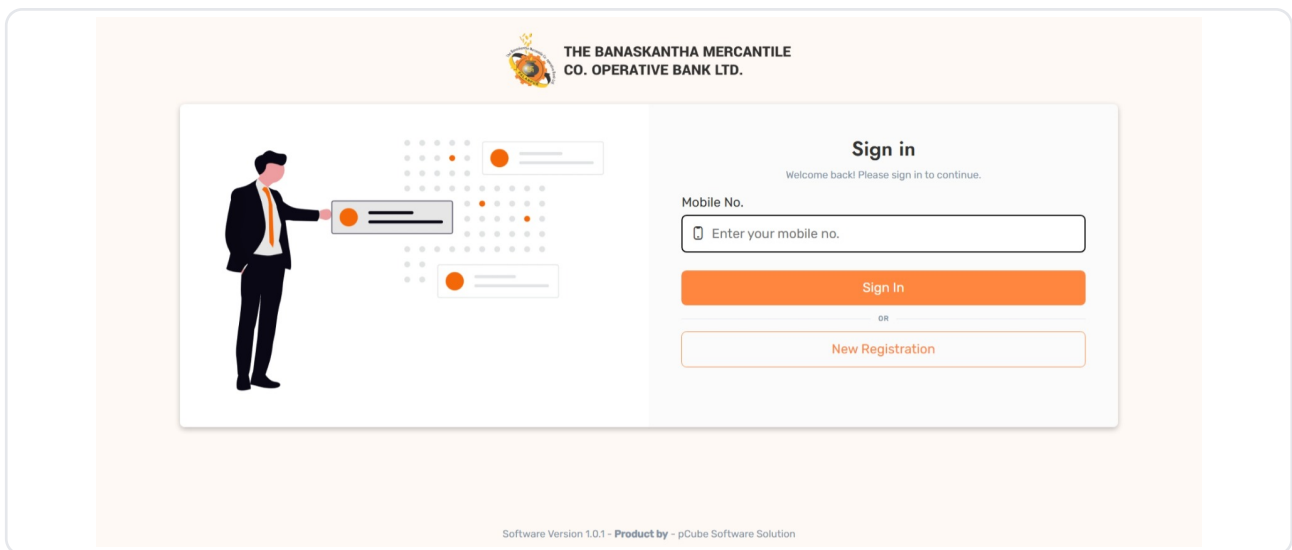 THE BANASKANTHA MERCANTILE
CO. OPERATIVE BANK LTD.
Sign in
Welcome back! Please sign in to continue.
Mobile No.
Enter your mobile no.
Sign In
OR
New Registration
Software Version 1.0.1 - Product by - pCube Software Solution